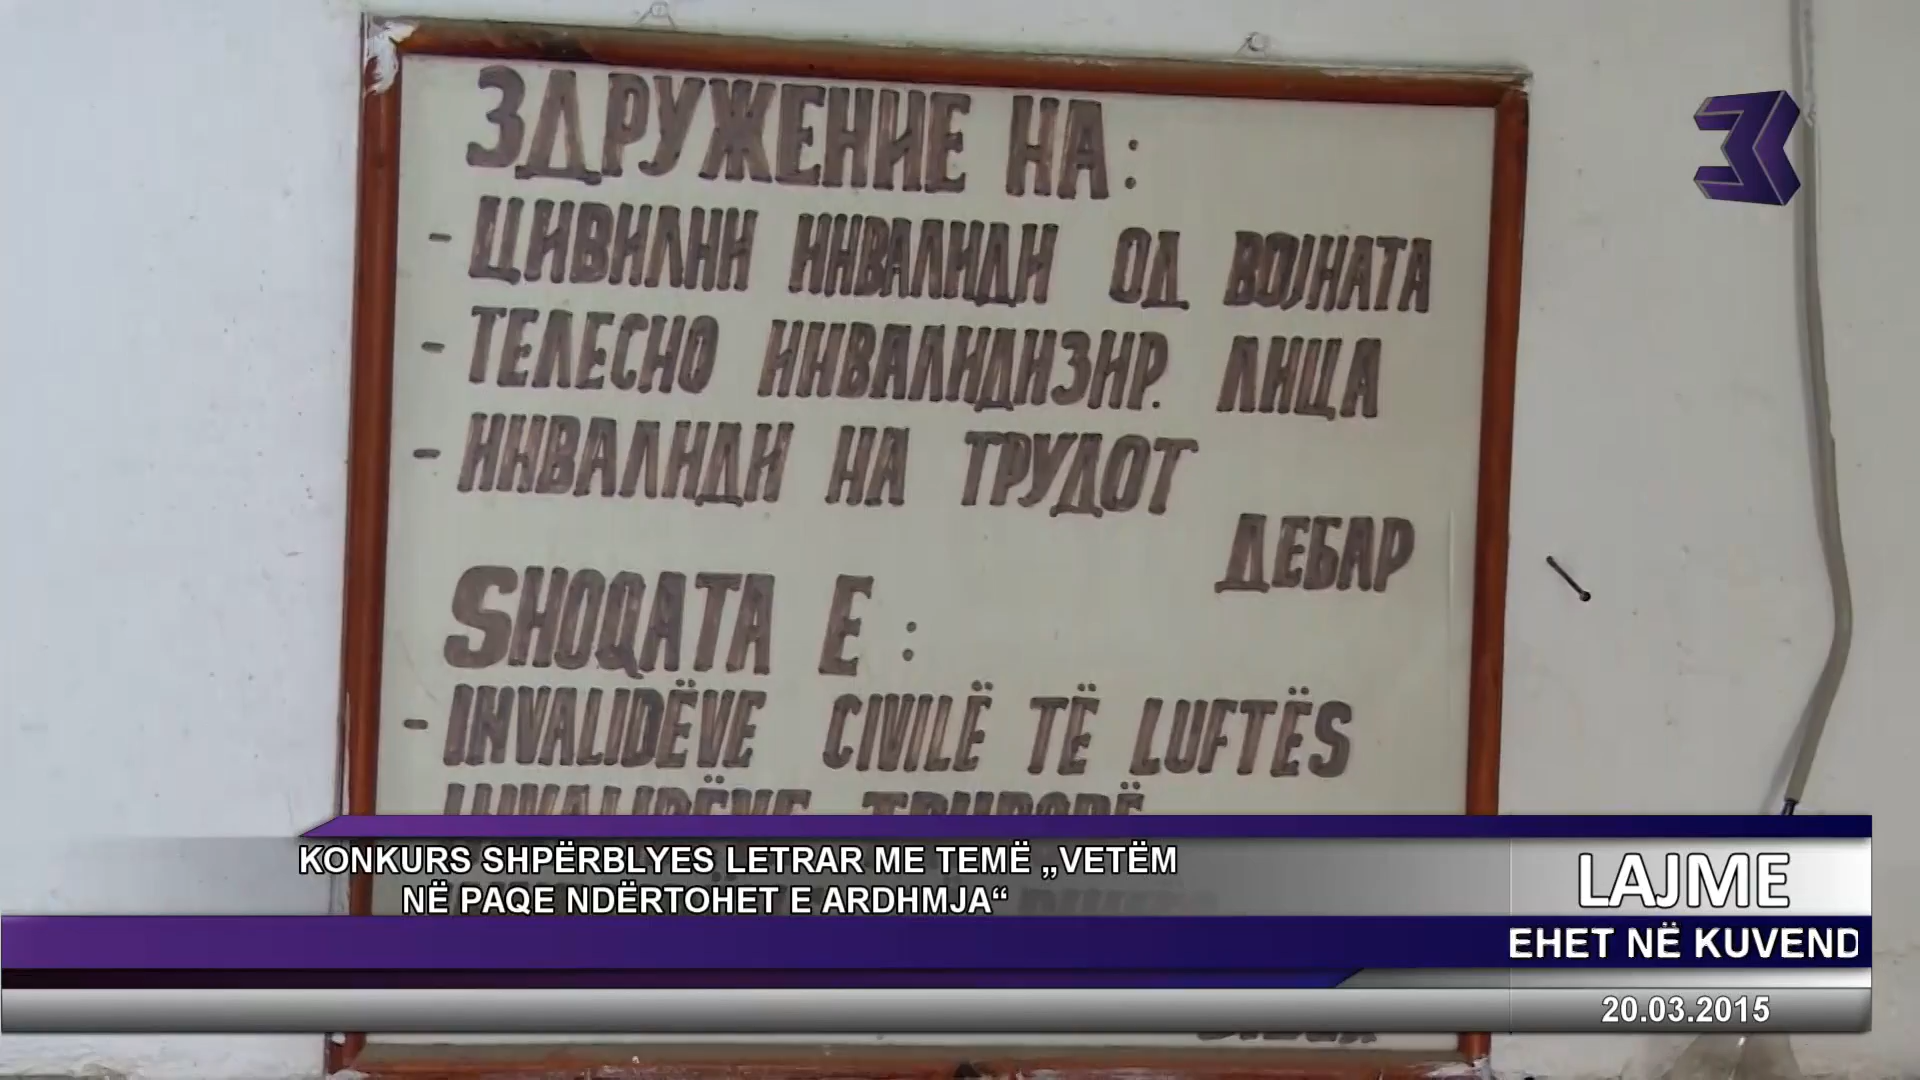 ЗДРУЖЕНИЕ НА:
- ЦИВИЛНИ ИНВАЛИДИ ОД ВОЈНАТА
- ТЕЛЕСНО ИНВАЛИДИЗИР. ЛИЦА
- ИНВАЛИДИ НА ТРУДОТ
ДЕБАР
SHOQATA E:
- INVALIDËVE CIVILË TË LUFTËS
KONKURS SHPËRBLYES LETRAR ME TEMË „VETËM
NË PAQE NDËRTOHET E ARDHMJA“
LAJME
EHET NË KUVEND
20.03.2015